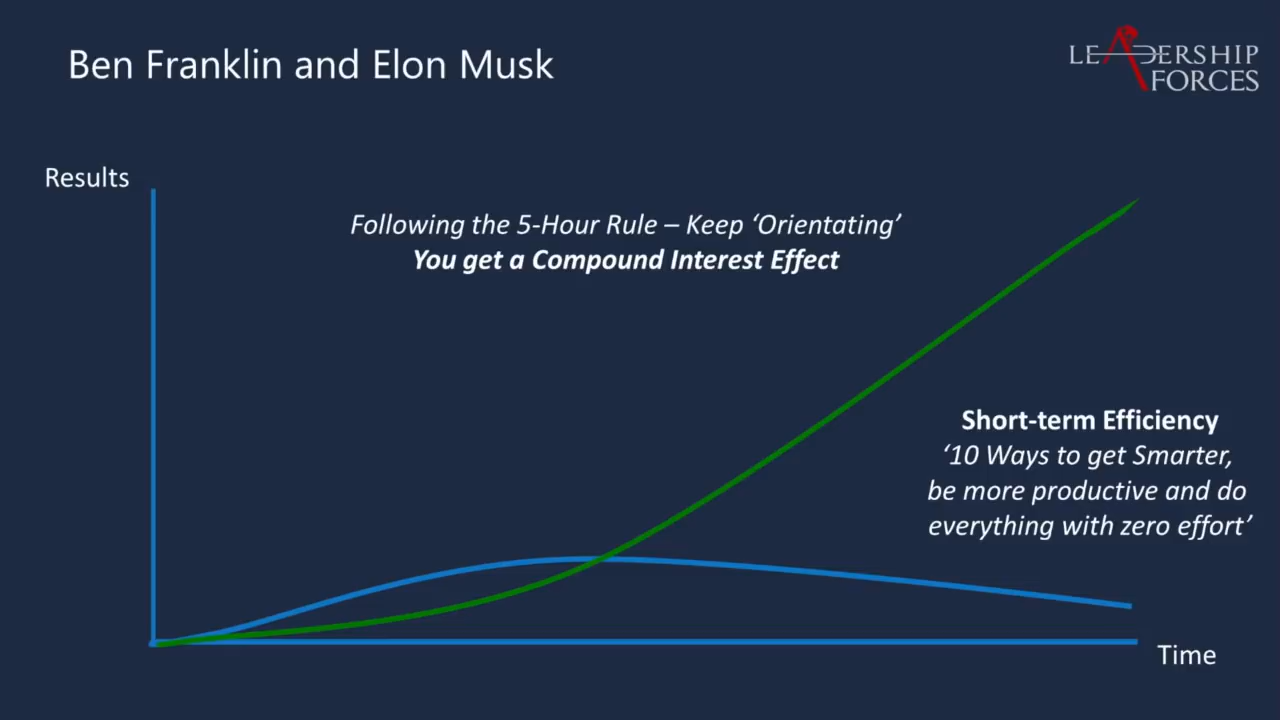 Ben Franklin and Elon Musk
LEADERSHIP
FORCES
Results
Following the 5-Hour Rule – Keep ‘Orientating’
You get a Compound Interest Effect
Short-term Efficiency
‘10 Ways to get Smarter,
be more productive and do
everything with zero effort’
Time